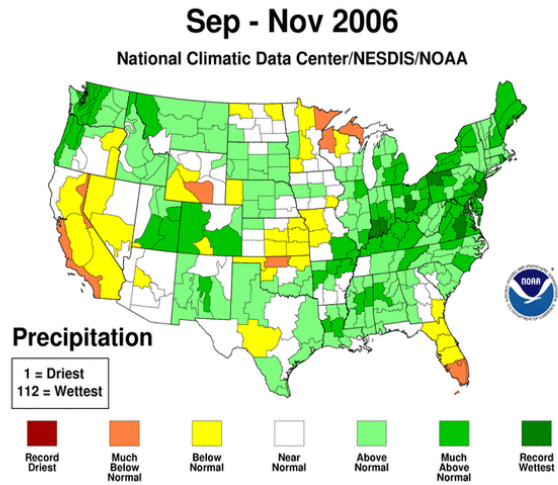 Sep - Nov 2006
National Climatic Data Center/NESDIS/NOAA
NOAA
Precipitation
1 = Driest
112 = Wettest
Record
Driest
Much
Below
Normal
Below
Normal
Near
Normal
Above
Normal
Much
Above
Normal
Record
Wettest